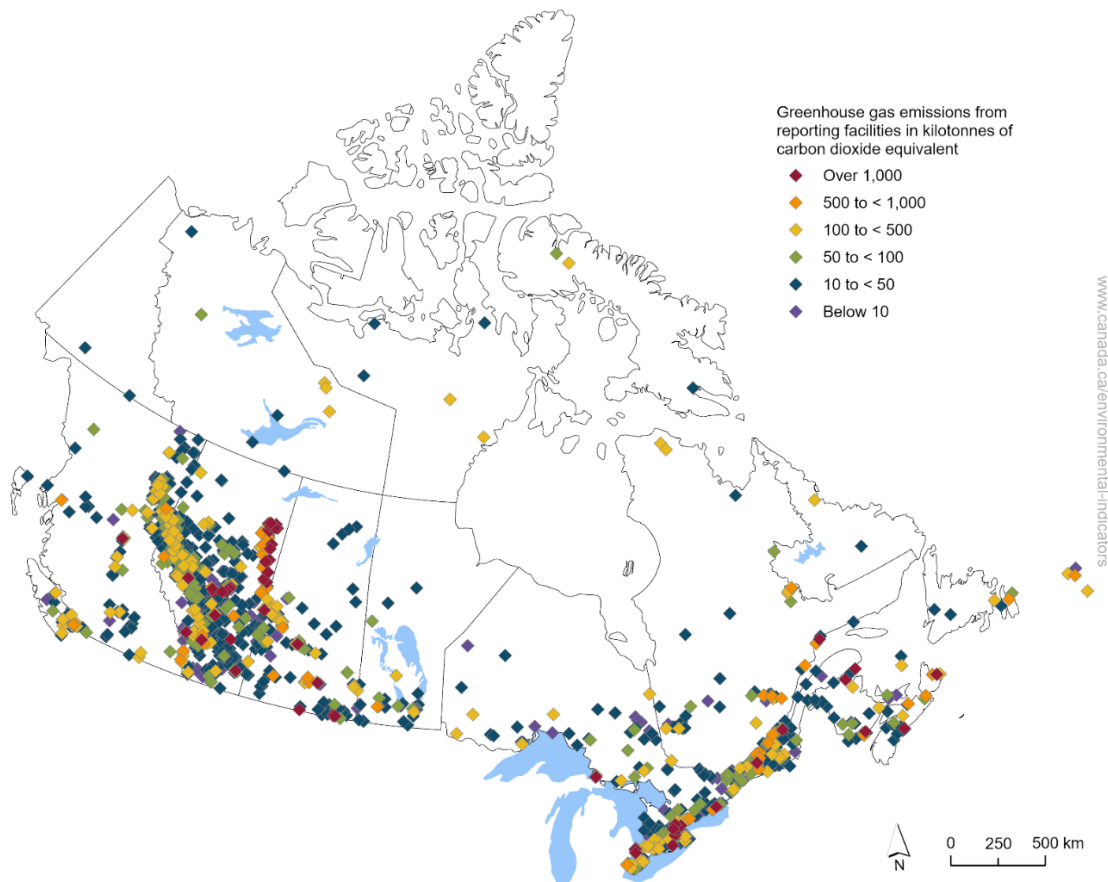 Greenhouse gas emissions from
reporting facilities in kilotonnes of
carbon dioxide equivalent
Over 1,000
500 to < 1,000
100 to < 500
50 to < 100
10 to < 50
Below 10
www.canada.ca/environmental-indicators
N
0 250 500 km